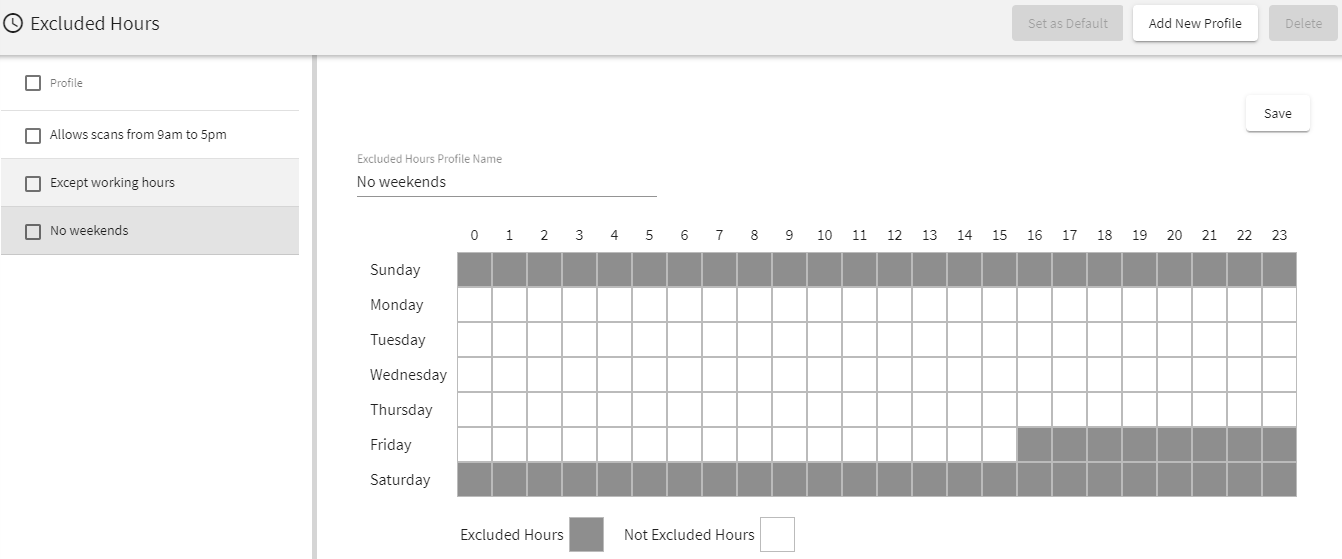 Excluded Hours
Set as Default
Add New Profile
Delete
Profile
Allows scans from 9am to 5pm
Except working hours
No weekends
Save
Excluded Hours Profile Name
No weekends
0 1 2 3 4 5 6 7 8 9 10 11 12 13 14 15 16 17 18 19 20 21 22 23
Sunday
Monday
Tuesday
Wednesday
Thursday
Friday
Saturday
Excluded Hours
Not Excluded Hours